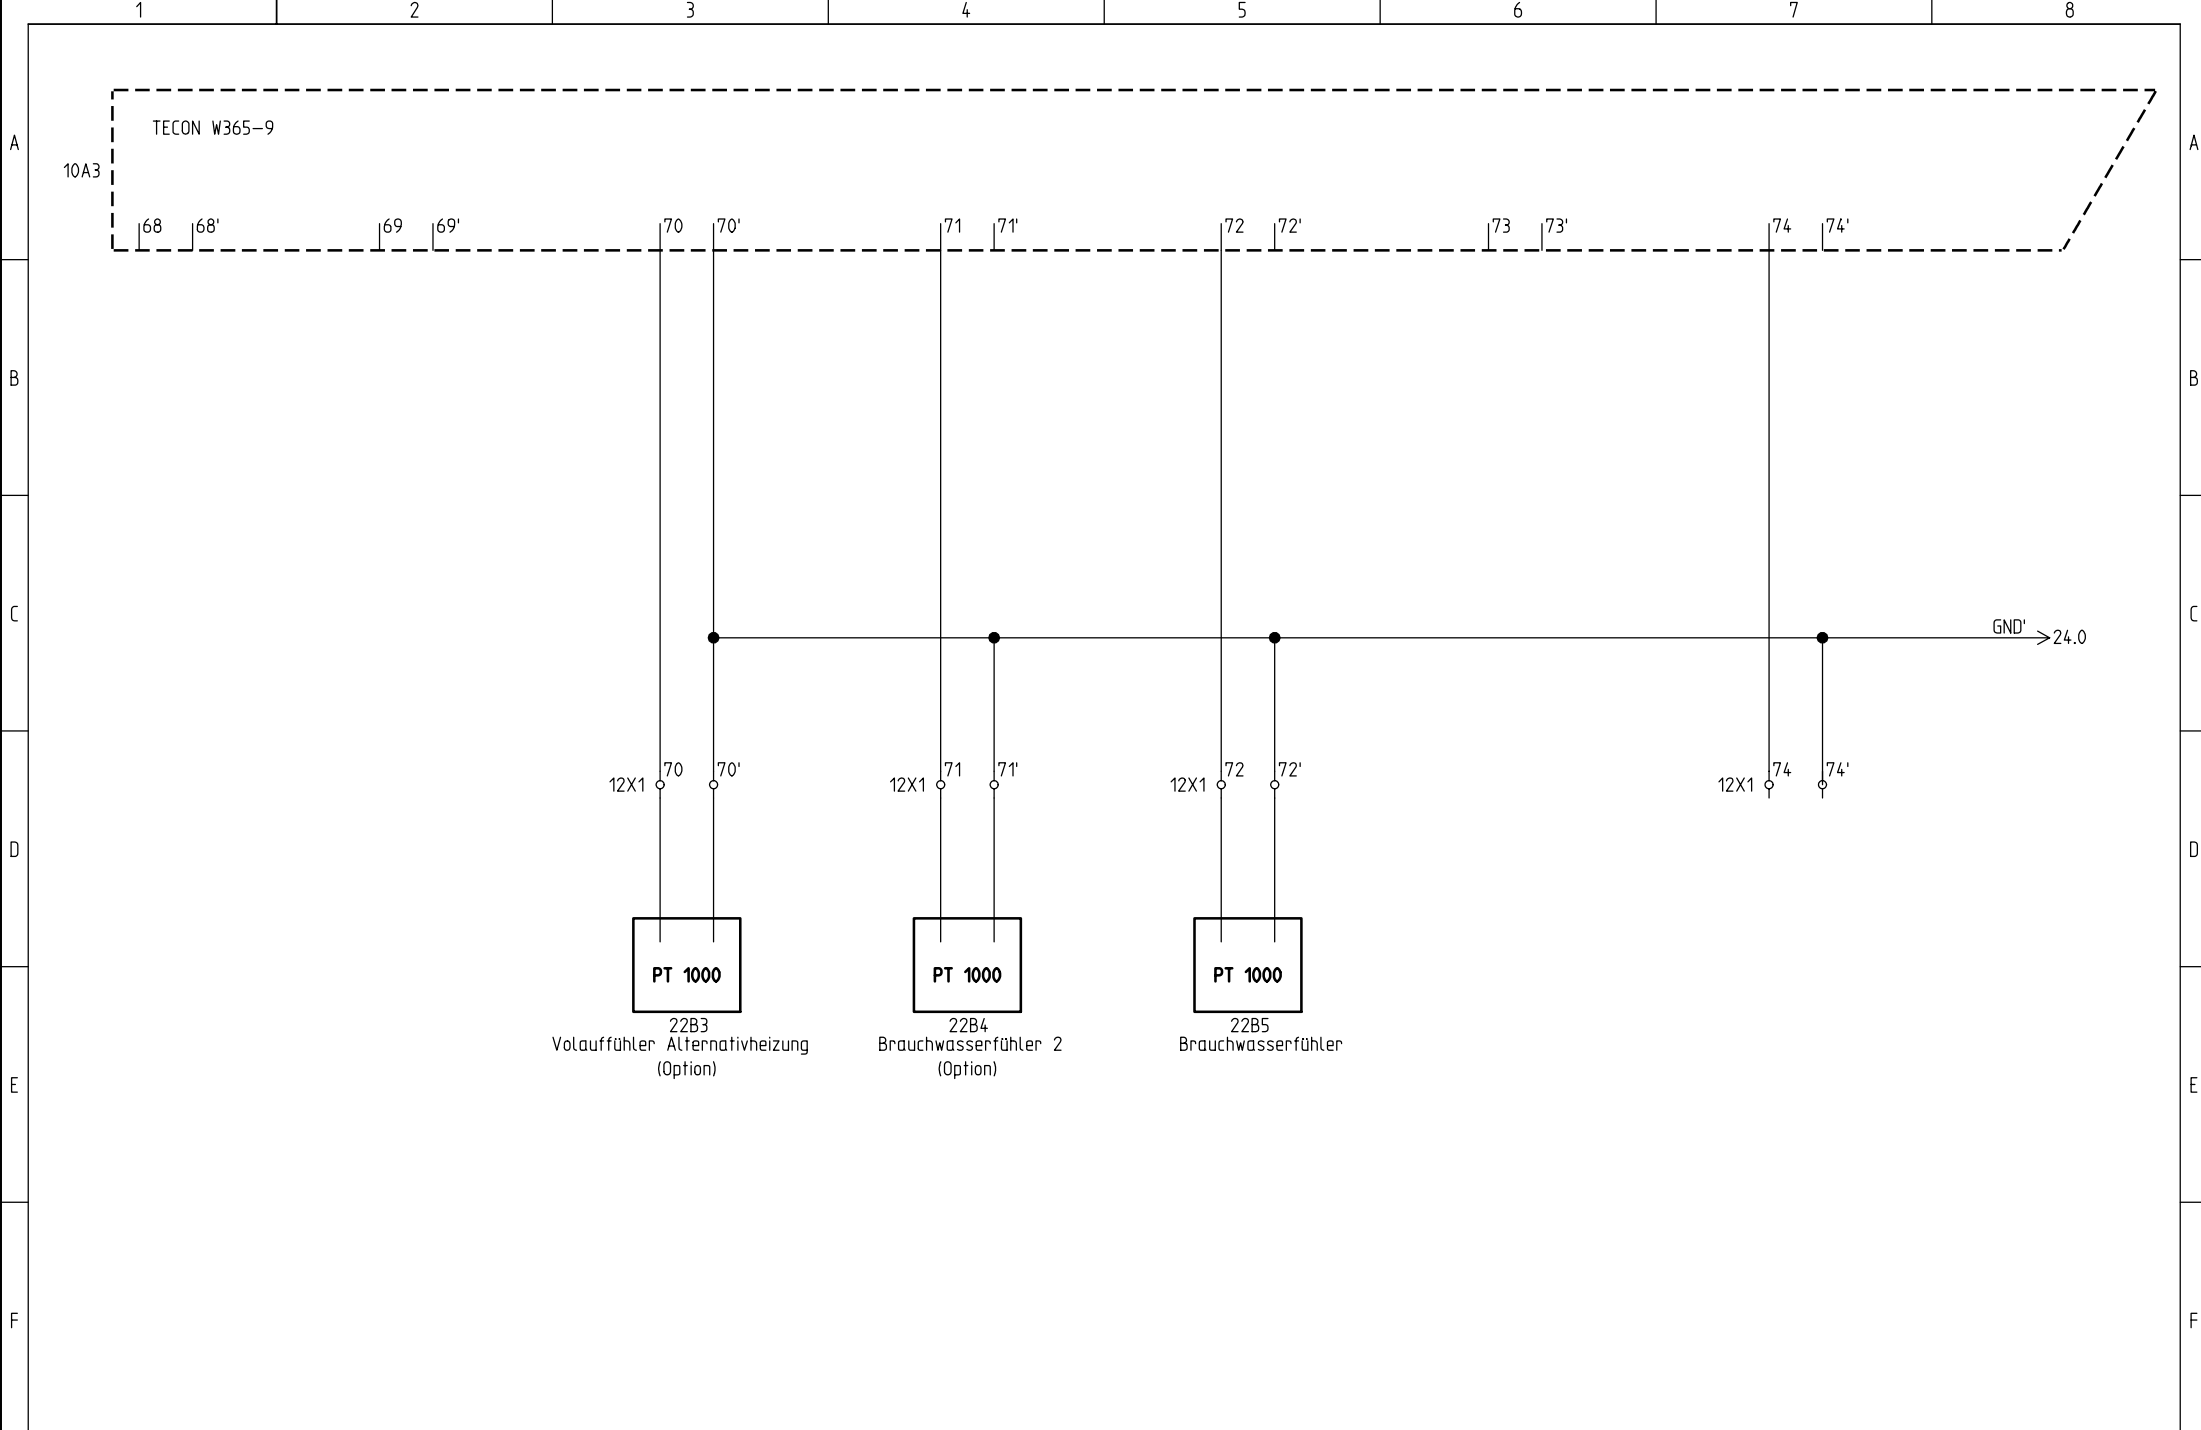 1 2 3 4 5 6 7 8
A TECON W365-9 A
10A3
68 68' 69 69' 70 70' 71 71' 72 72' 73 73' 74 74'
B B
C C
GND' 24.0
70 70' 71 71' 72 72' 74 74'
12X1 12X1 12X1 12X1
D D
PT 1000 PT 1000 PT 1000
22B3 22B4 22B5
Volauffühler Alternativheizung Brauchwasserfühler 2 Brauchwasserfühler
(Option) (Option)
E E
F F